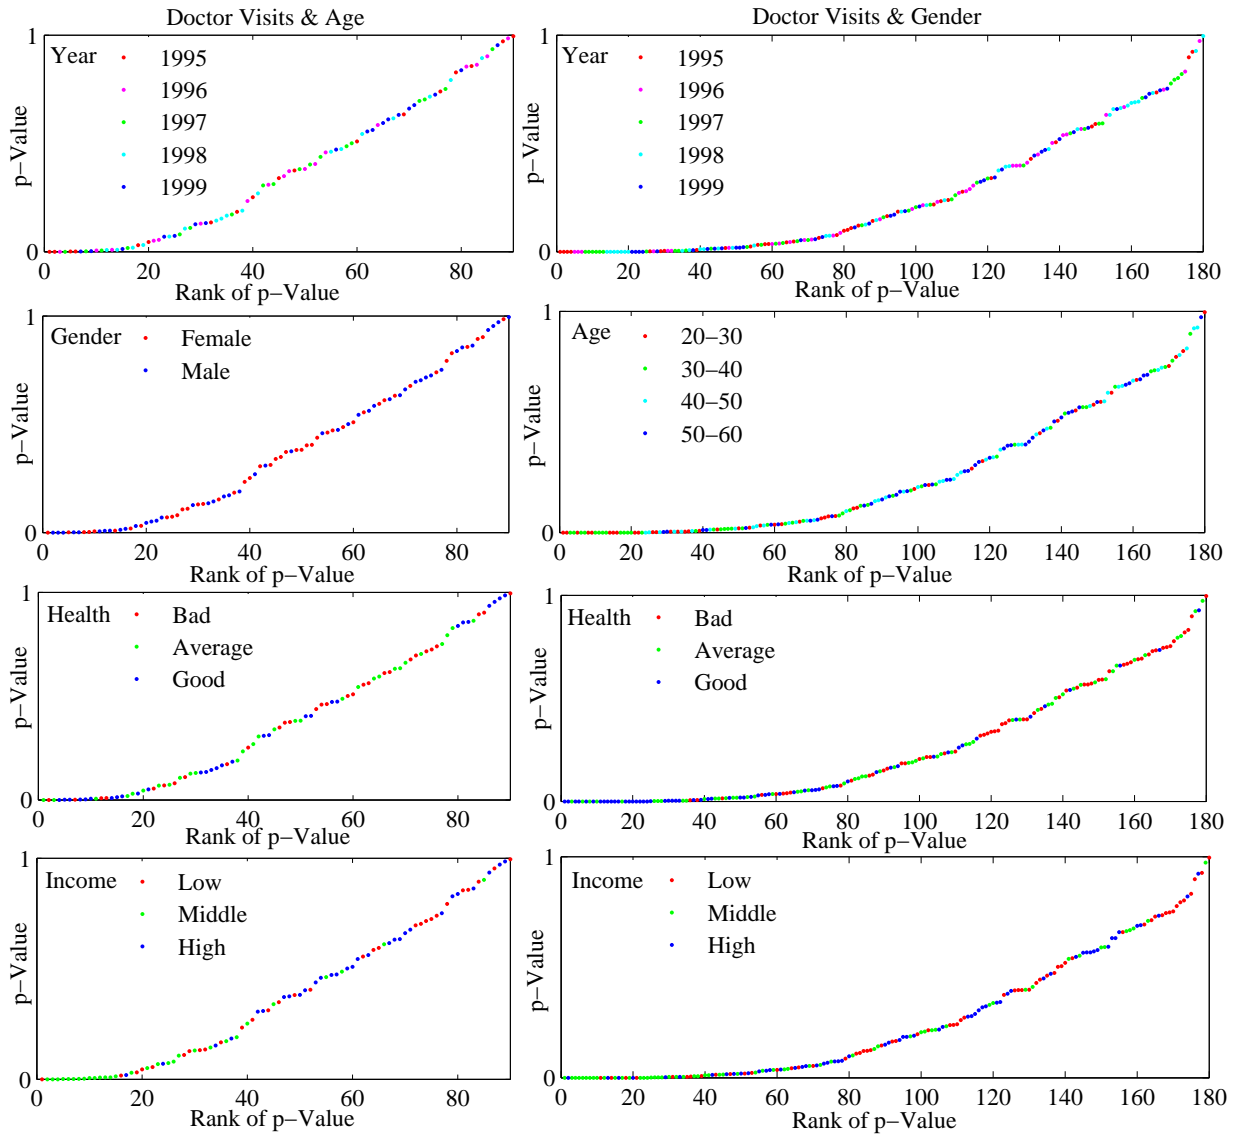 Doctor Visits & Age
1
Year
1995
1996
1997
1998
1999
p−Value
0
0 20 40 60 80
Rank of p−Value
Doctor Visits & Gender
1
Year
1995
1996
1997
1998
1999
p−Value
0
0 20 40 60 80 100 120 140 160 180
Rank of p−Value
1
Gender
Female
Male
p−Value
0
0 20 40 60 80
Rank of p−Value
1
Age
20−30
30−40
40−50
50−60
p−Value
0
0 20 40 60 80 100 120 140 160 180
Rank of p−Value
1
Health
Bad
Average
Good
p−Value
0
0 20 40 60 80
Rank of p−Value
1
Health
Bad
Average
Good
p−Value
0
0 20 40 60 80 100 120 140 160 180
Rank of p−Value
1
Income
Low
Middle
High
p−Value
0
0 20 40 60 80
Rank of p−Value
1
Income
Low
Middle
High
p−Value
0
0 20 40 60 80 100 120 140 160 180
Rank of p−Value